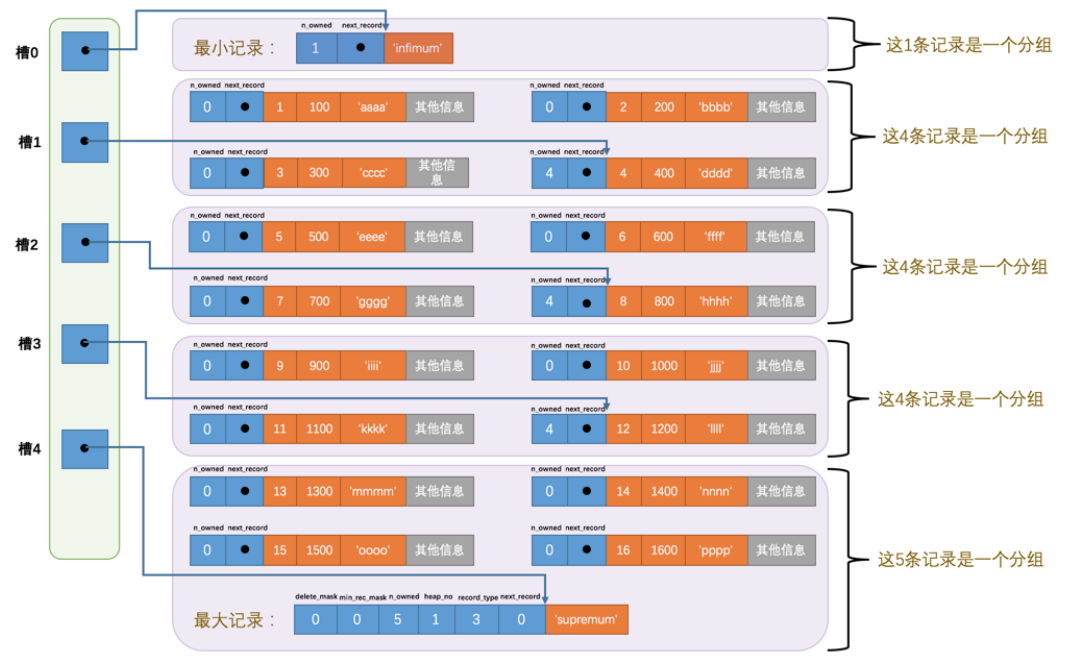 n_owned next_record
槽0 最小记录： 1 'infimum' 这1条记录是一个分组
n_owned next_record n_owned next_record
0 1 100 'aaaa' 其他信息 0 2 200 'bbbb' 其他信息
槽1 这4条记录是一个分组
n_owned next_record n_owned next_record
0 3 300 'cccc' 其他信
息 4 4 400 'dddd' 其他信息
n_owned next_record n_owned next_record
槽2 0 5 500 'eeee' 其他信息 0 6 600 'ffff' 其他信息
这4条记录是一个分组
n_owned next_record n_owned next_record
0 7 700 'gggg' 其他信息 4 8 800 'hhhh' 其他信息
n_owned next_record n_owned next_record
槽3 0 9 900 'iiii' 其他信息 0 10 1000 'jjjj' 其他信息
这4条记录是一个分组
n_owned next_record n_owned next_record
0 11 1100 'kkkk' 其他信息 4 12 1200 'llll' 其他信息
槽4
n_owned next_record n_owned next_record
0 13 1300 'mmmm' 其他信息 0 14 1400 'nnnn' 其他信息
n_owned next_record n_owned next_record
0 15 1500 'oooo' 其他信息 0 16 1600 'pppp' 其他信息
这5条记录是一个分组
delete_mask min_rec_mask n_owned heap_no record_type next_record
最大记录： 0 0 5 1 3 0 'supremum'